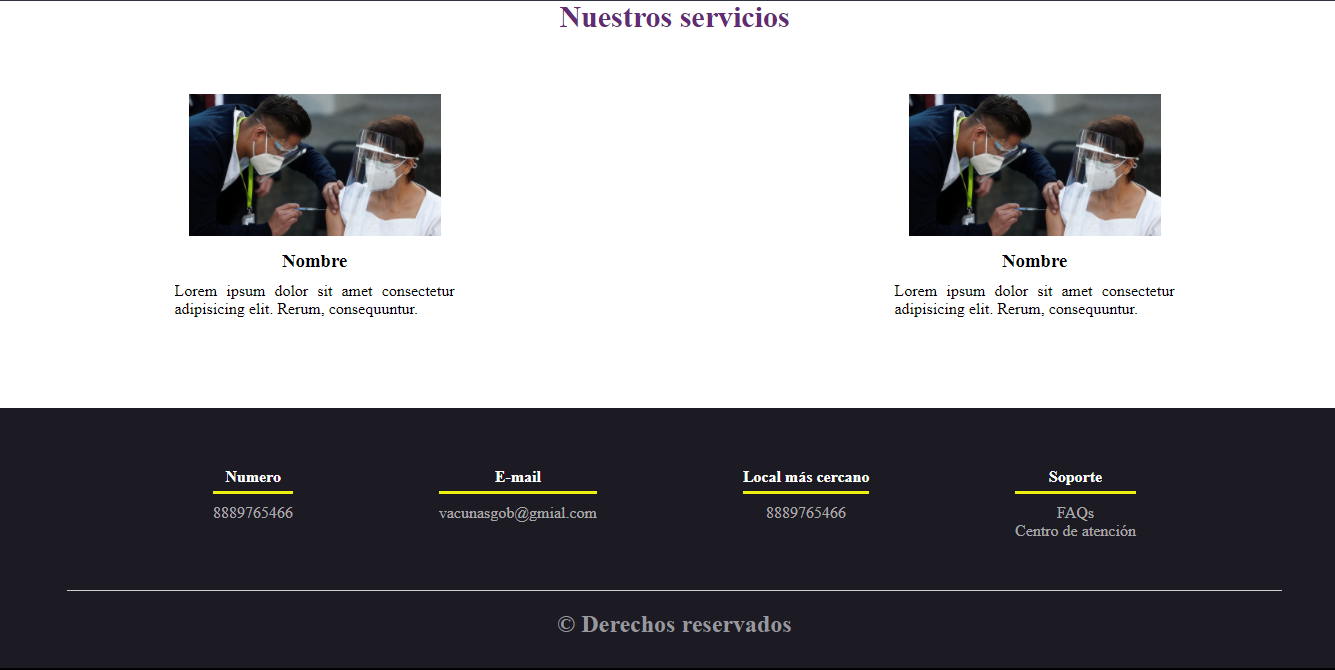 Nuestros servicios
Nombre
Lorem ipsum dolor sit amet consectetur
adipisicing elit. Rerum, consequuntur.
Nombre
Lorem ipsum dolor sit amet consectetur
adipisicing elit. Rerum, consequuntur.
Numero
8889765466
E-mail
vacunasgob@gmial.com
Local más cercano
8889765466
Soporte
FAQs
Centro de atención
© Derechos reservados